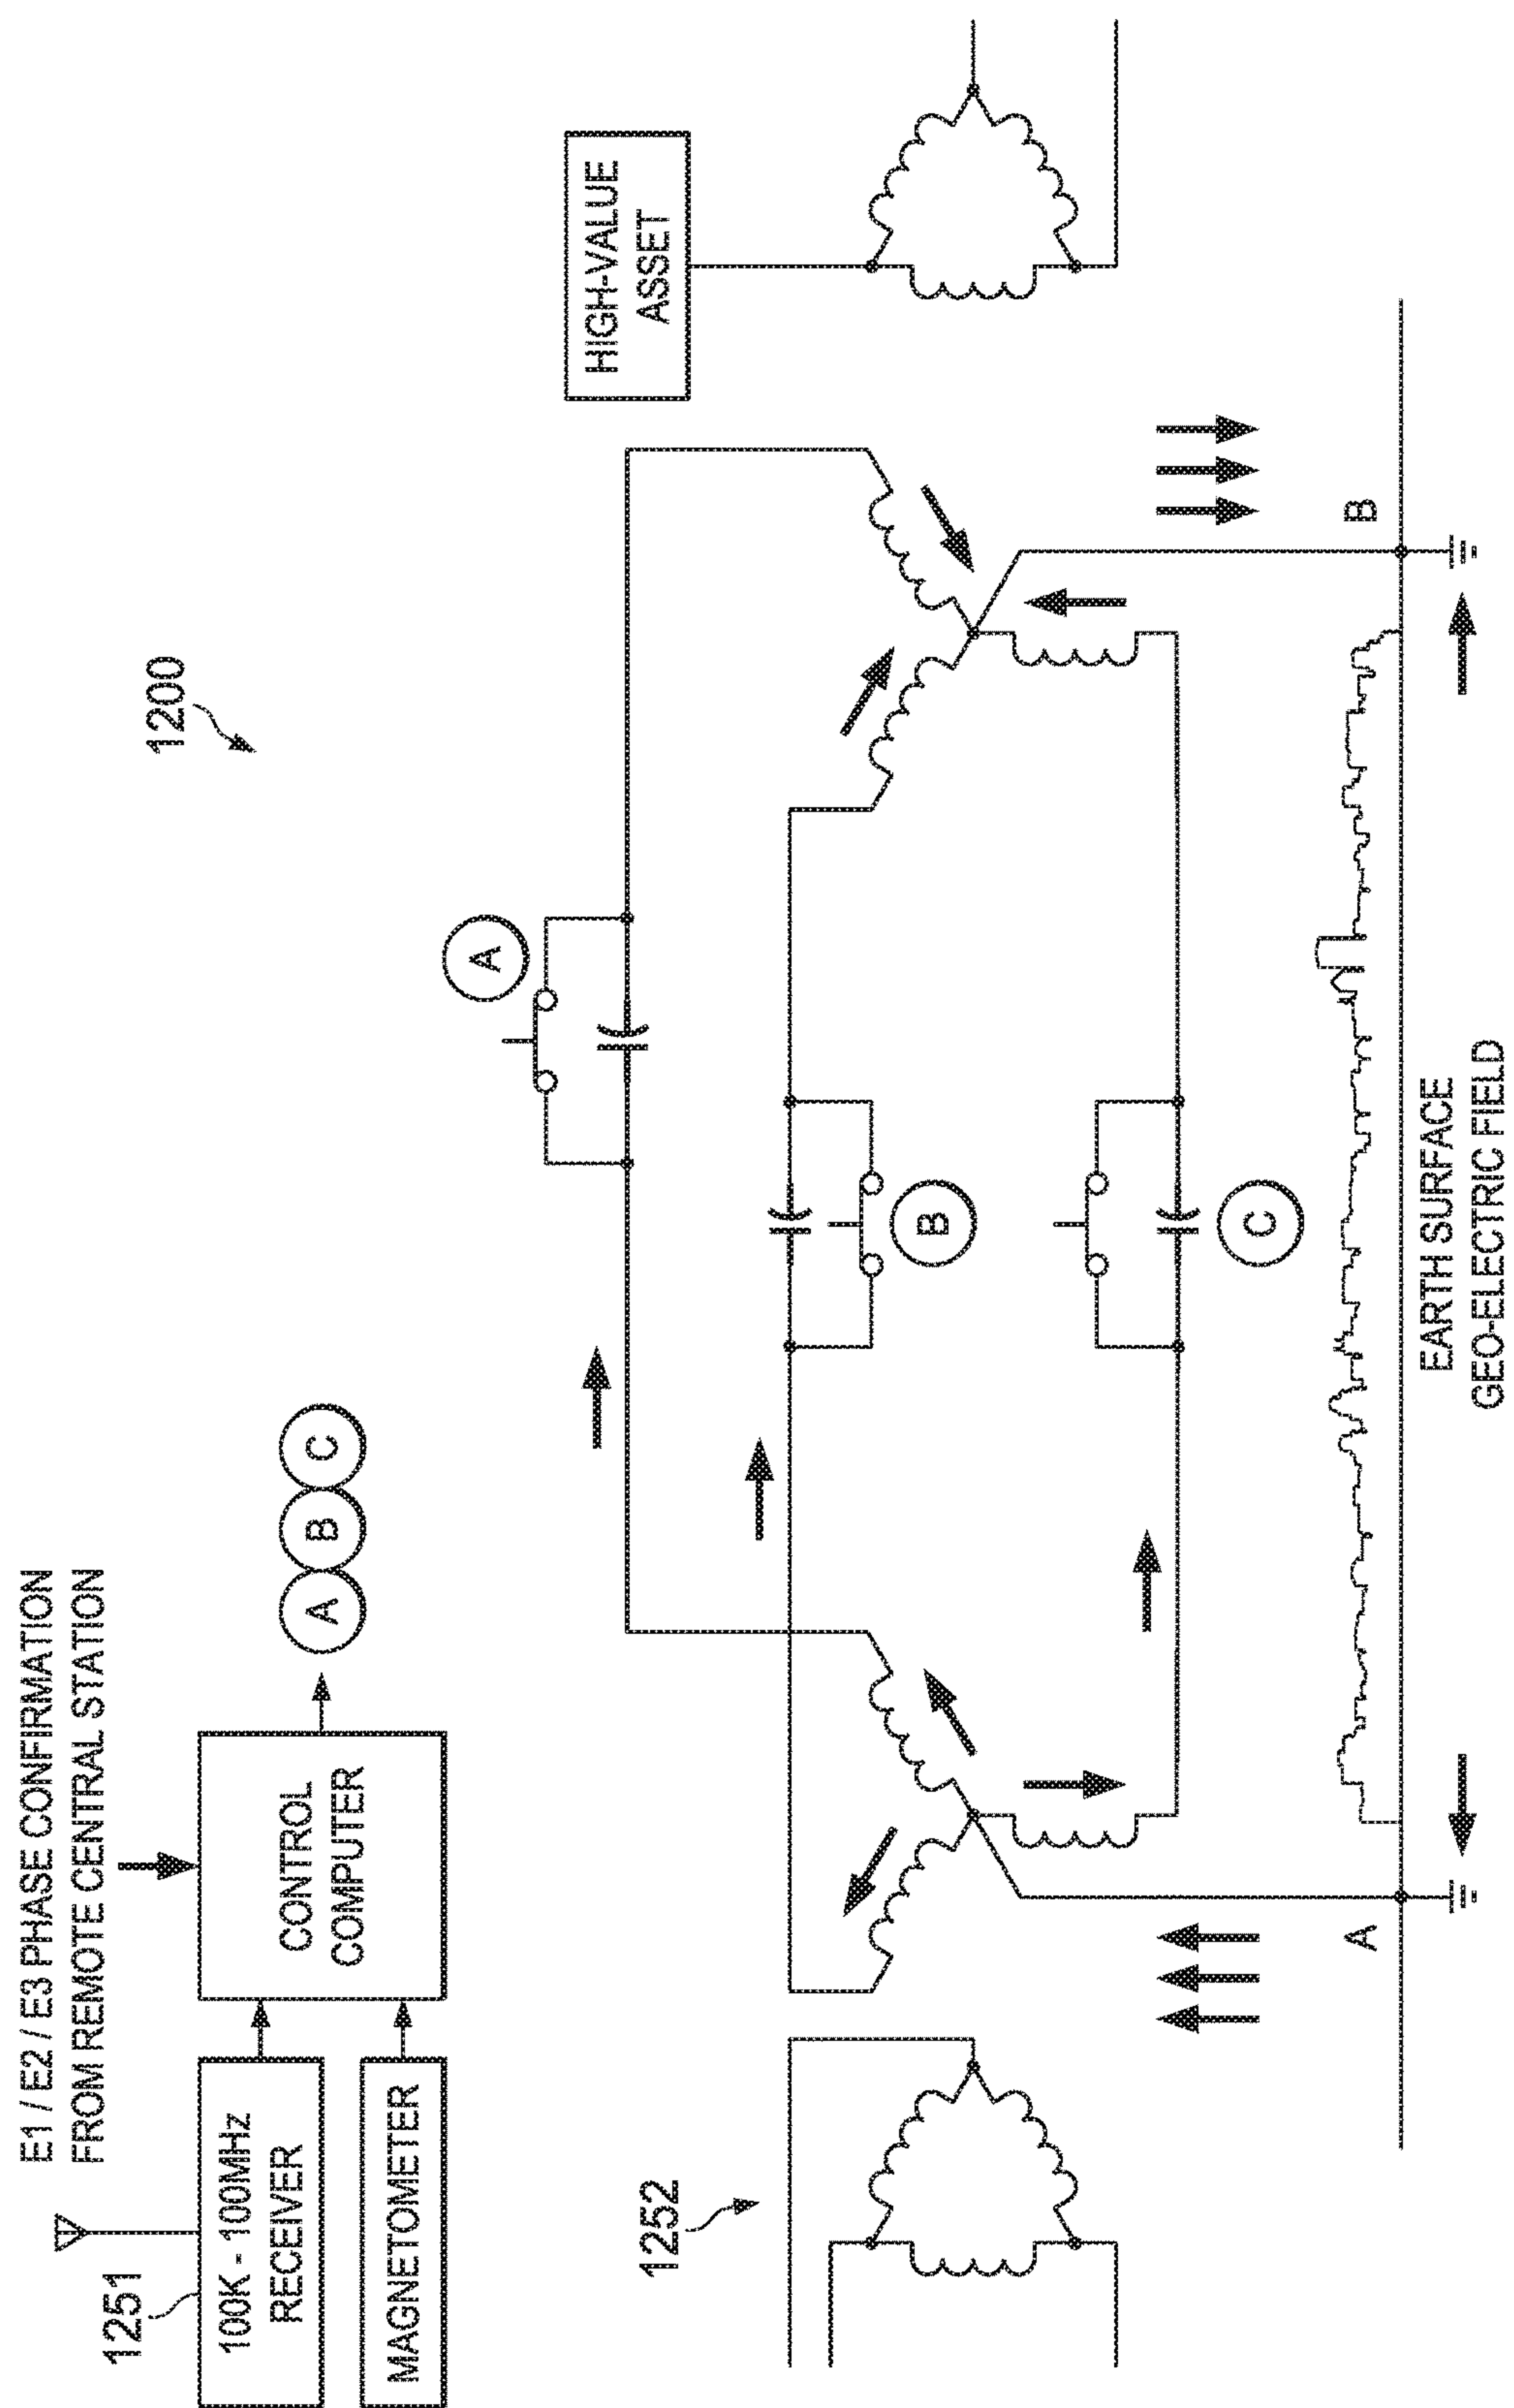 E1 / E2 / E3 PHASE CONFIRMATION
FROM REMOTE CENTRAL STATION
1251
100K - 100MHz
RECEIVER
MAGNETOMETER
CONTROL
COMPUTER
A B C
1200
1252
A
B
C
HIGH-VALUE
ASSET
A
B
EARTH SURFACE
GEO-ELECTRIC FIELD